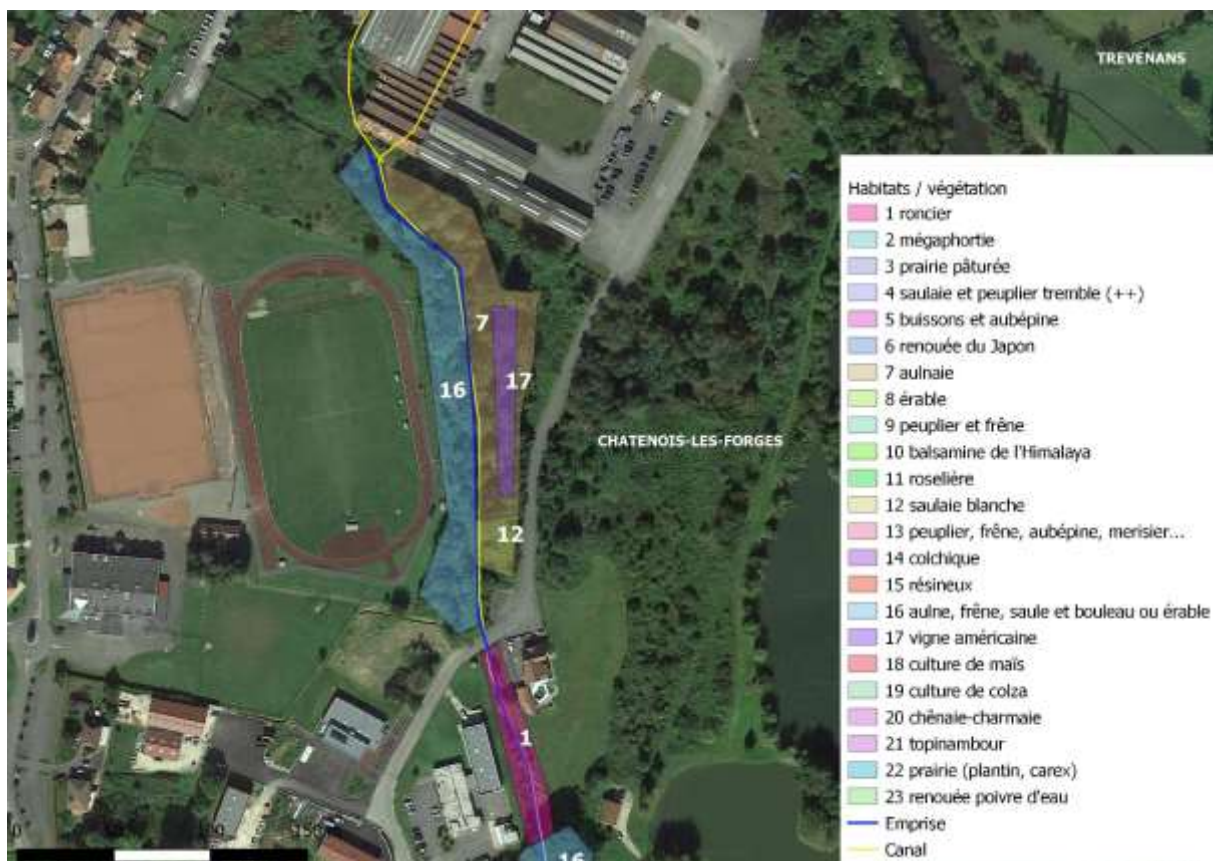 TREVENANS
Habitats / végétation
1 roncier
2 mégaphortie
3 prairie pâturée
4 saulaie et peuplier tremble (++)
5 buissons et aubépine
6 renouée du Japon
7 aulnaie
8 érable
9 peuplier et frêne
10 balsamine de l'Himalaya
11 roselière
12 saulaie blanche
13 peuplier, frêne, aubépine, merisier...
14 colchique
15 résineux
16 aulne, frêne, saule et bouleau ou érable
17 vigne américaine
18 culture de maïs
19 culture de colza
20 chênaie-charmaie
21 topinambour
22 prairie (plantin, carex)
23 renouée poivre d'eau
Emprise
Canal
7
17
16
CHATENOIS-LES-FORGES
12
1
0
16